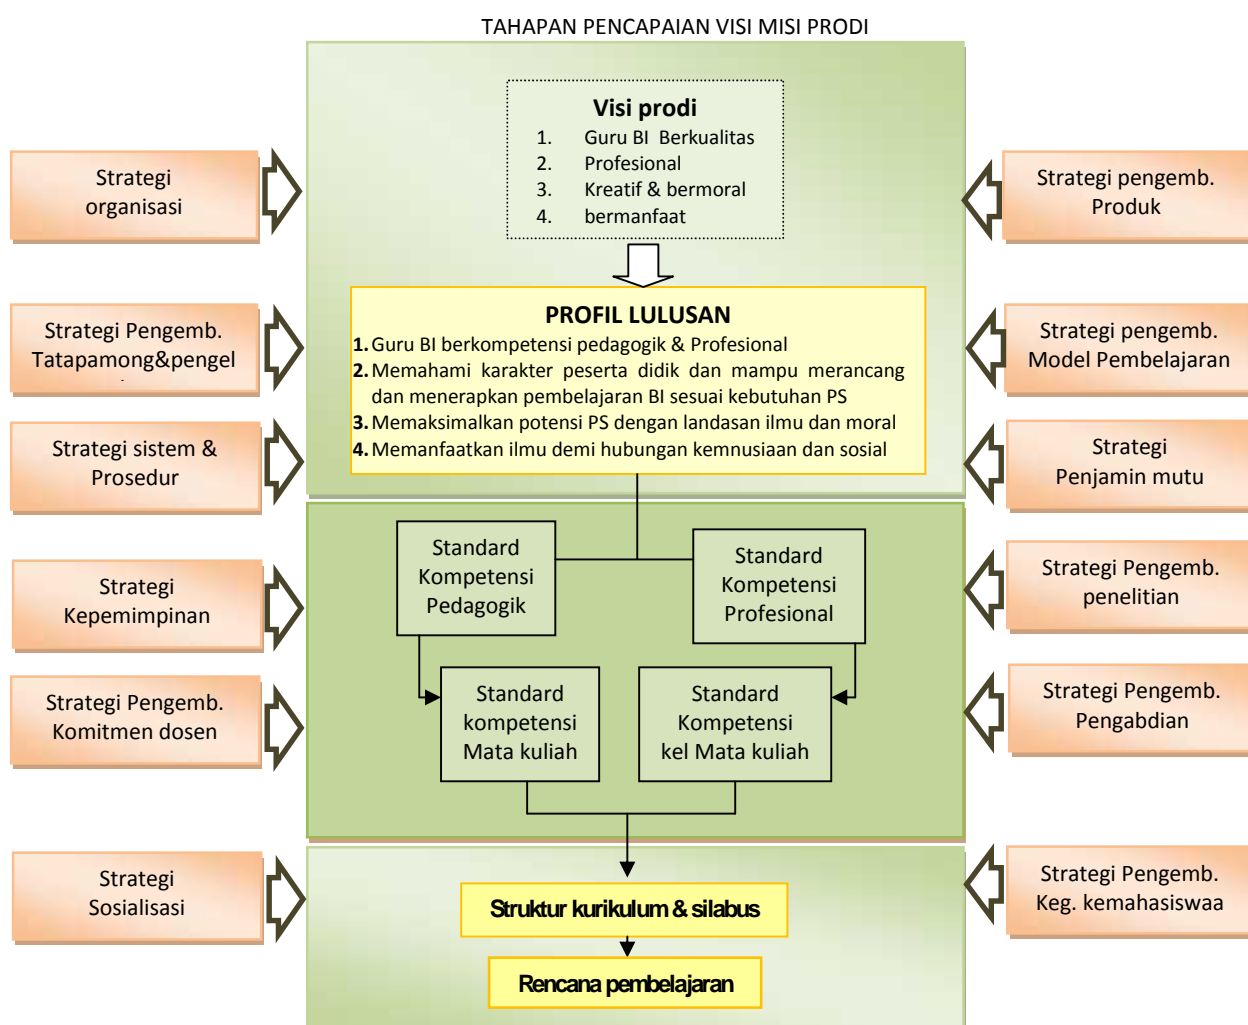 TAHAPAN PENCAPAIAN VISI MISI PRODI
Visi prodi
1. Guru BI Berkualitas
2. Profesional
3. Kreatif & bermoral
4. bermanfaat
Strategi
organisasi
Strategi pengemb.
Produk
PROFIL LULUSAN
1. Guru BI berkompetensi pedagogik & Profesional
2. Memahami karakter peserta didik dan mampu merancang
dan menerapkan pembelajaran BI sesuai kebutuhan PS
3. Memaksimalkan potensi PS dengan landasan ilmu dan moral
4. Memanfaatkan ilmu demi hubungan kemnusiaan dan sosial
Strategi Pengemb.
Tatapamong&pengel
Strategi pengemb.
Model Pembelajaran
Strategi sistem &
Prosedur
Strategi
Penjamin mutu
Standard
Kompetensi
Pedagogik
Standard
Kompetensi
Profesional
Strategi
Kepemimpinan
Strategi Pengemb.
penelitian
Standard
kompetensi
Mata kuliah
Standard
Kompetensi
kel Mata kuliah
Strategi Pengemb.
Komitmen dosen
Strategi Pengemb.
Pengabdian
Strategi
Sosialisasi
Strategi Pengemb.
Keg. kemahasiswaa
Struktur kurikulum & silabus
Rencana pembelajaran